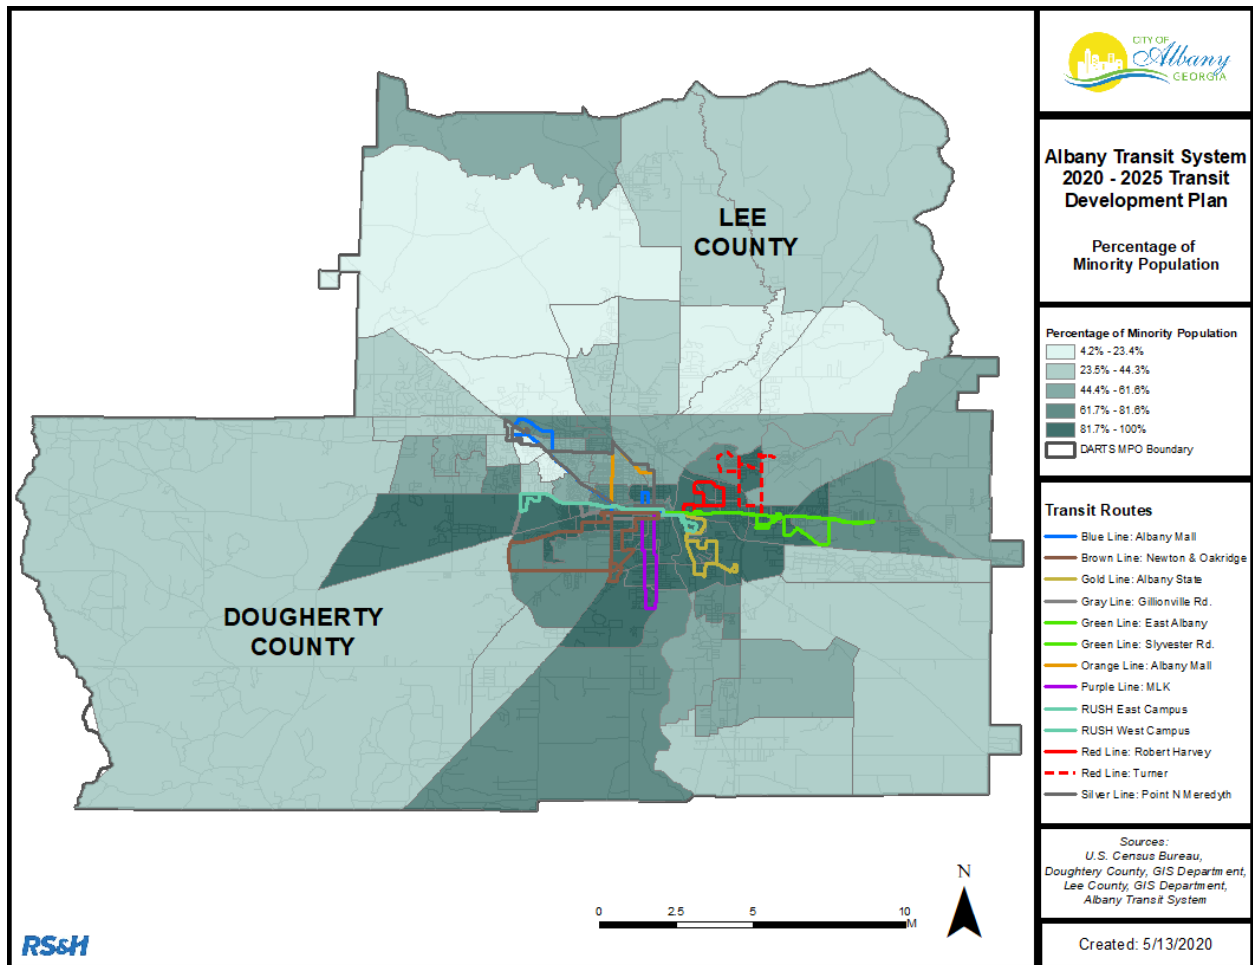 CITY OF
Albany
GEORGIA
Albany Transit System
2020 - 2025 Transit
Development Plan
Percentage of
Minority Population
Percentage of Minority Population
4.2% - 23.4%
23.5% - 44.3%
44.4% - 61.6%
61.7% - 81.6%
81.7% - 100%
DARTS MPO Boundary
Transit Routes
Blue Line: Albany Mall
Brown Line: Newton & Oakridge
Gold Line: Albany State
Gray Line: Gillionville Rd.
Green Line: East Albany
Green Line: Slyvester Rd.
Orange Line: Albany Mall
Purple Line: MLK
RUSH East Campus
RUSH West Campus
Red Line: Robert Harvey
Red Line: Turner
Silver Line: Point N Meredyth
Sources:
U.S. Census Bureau,
Doughtery County, GIS Department,
Lee County, GIS Department,
Albany Transit System
Created: 5/13/2020
LEE
COUNTY
DOUGHERTY
COUNTY
N
0 2.5 5 10
M
RS&H